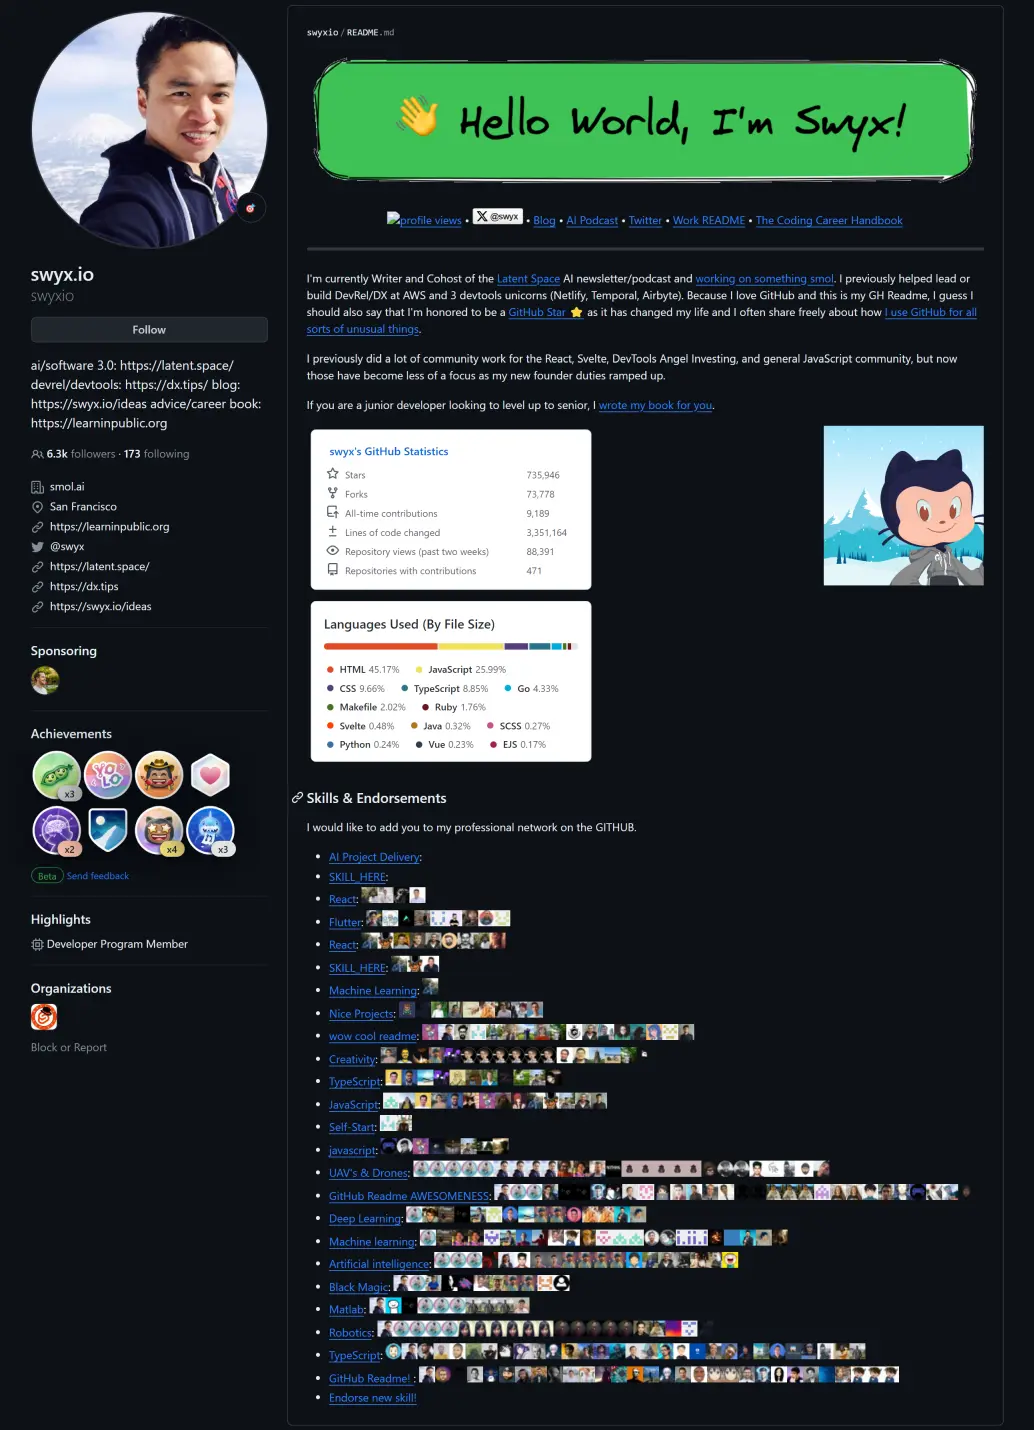 swyx.io
swyxio
Follow
ai/software 3.0: https://latent.space/
devrel/devtools: https://dx.tips/ blog:
https://swyx.io/ideas advice/career book:
https://learninpublic.org
6.3k followers · 173 following
smol.ai
San Francisco
https://learninpublic.org
@swyx
https://latent.space/
https://dx.tips
https://swyx.io/ideas
Sponsoring
Achievements
x3
YOLO
x2
x4
x3
Beta Send feedback
Highlights
Developer Program Member
Organizations
Block or Report
swyxio / README.md
👋 Hello World, I'm Swyx!
profile views • X @swyx • Blog • AI Podcast • Twitter • Work README • The Coding Career Handbook
I'm currently Writer and Cohost of the Latent Space AI newsletter/podcast and working on something smol. I previously helped lead or
build DevRel/DX at AWS and 3 devtools unicorns (Netlify, Temporal, Airbyte). Because I love GitHub and this is my GH Readme, I guess I
should also say that I'm honored to be a GitHub Star ⭐ as it has changed my life and I often share freely about how I use GitHub for all
sorts of unusual things.
I previously did a lot of community work for the React, Svelte, DevTools Angel Investing, and general JavaScript community, but now
those have become less of a focus as my new founder duties ramped up.
If you are a junior developer looking to level up to senior, I wrote my book for you.
swyx's GitHub Statistics
Stars 735,946
Forks 73,778
All-time contributions 9,189
Lines of code changed 3,351,164
Repository views (past two weeks) 88,391
Repositories with contributions 471
Languages Used (By File Size)
HTML 45.17% JavaScript 25.99%
CSS 9.66% TypeScript 8.85% Go 4.33%
Makefile 2.02% Ruby 1.76%
Svelte 0.48% Java 0.32% SCSS 0.27%
Python 0.24% Vue 0.23% EJS 0.17%
Skills & Endorsements
I would like to add you to my professional network on the GITHUB.
• AI Project Delivery:
• SKILL_HERE:
• React:
• Flutter:
• React:
• SKILL_HERE:
• Machine Learning:
• Nice Projects:
• wow cool readme:
• Creativity:
• TypeScript:
• JavaScript:
• Self-Start:
• javascript:
• UAV's & Drones:
• GitHub Readme AWESOMENESS:
• Deep Learning:
• Machine learning:
• Artificial intelligence:
• Black Magic:
• Matlab:
• Robotics:
• TypeScript:
• GitHub Readme! :
• Endorse new skill!